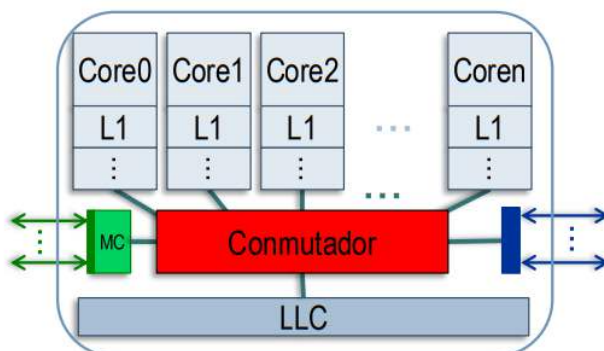 Core0 Core1 Core2 Coren
L1 L1 L1 ... L1
⋮ ⋮ ⋮ ... ⋮
MC Conmutador
LLC